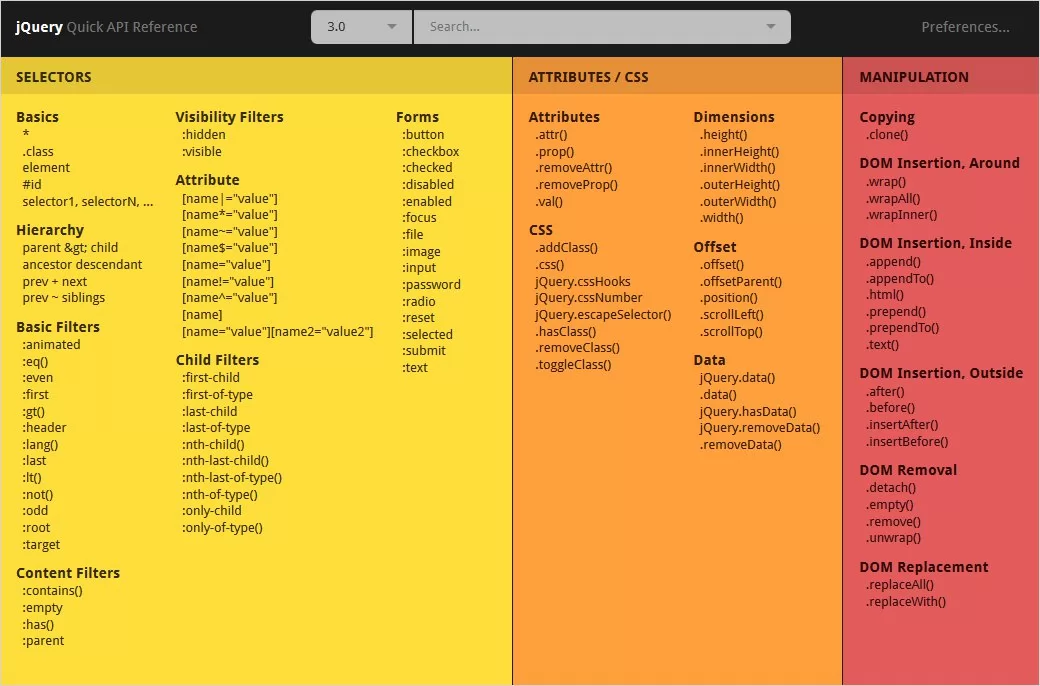 jQuery Quick API Reference
3.0
Search...
Preferences...
SELECTORS
Basics
*
.class
element
#id
selector1, selectorN, ...
Hierarchy
parent &gt; child
ancestor descendant
prev + next
prev ~ siblings
Basic Filters
:animated
:eq()
:even
:first
:gt()
:header
:lang()
:last
:lt()
:not()
:odd
:root
:target
Content Filters
:contains()
:empty
:has()
:parent
Visibility Filters
:hidden
:visible
Attribute
[name|="value"]
[name*="value"]
[name~="value"]
[name$="value"]
[name="value"]
[name!="value"]
[name^="value"]
[name]
[name="value"][name2="value2"]
Child Filters
:first-child
:first-of-type
:last-child
:last-of-type
:nth-child()
:nth-last-child()
:nth-last-of-type()
:nth-of-type()
:only-child
:only-of-type()
Forms
:button
:checkbox
:checked
:disabled
:enabled
:focus
:file
:image
:input
:password
:radio
:reset
:selected
:submit
:text
ATTRIBUTES / CSS
Attributes
.attr()
.prop()
.removeAttr()
.removeProp()
.val()
CSS
.addClass()
.css()
jQuery.cssHooks
jQuery.cssNumber
jQuery.escapeSelector()
.hasClass()
.removeClass()
.toggleClass()
Dimensions
.height()
.innerHeight()
.innerWidth()
.outerHeight()
.outerWidth()
.width()
Offset
.offset()
.offsetParent()
.position()
.scrollLeft()
.scrollTop()
Data
jQuery.data()
.data()
jQuery.hasData()
jQuery.removeData()
.removeData()
MANIPULATION
Copying
.clone()
DOM Insertion, Around
.wrap()
.wrapAll()
.wrapInner()
DOM Insertion, Inside
.append()
.appendTo()
.html()
.prepend()
.prependTo()
.text()
DOM Insertion, Outside
.after()
.before()
.insertAfter()
.insertBefore()
DOM Removal
.detach()
.empty()
.remove()
.unwrap()
DOM Replacement
.replaceAll()
.replaceWith()